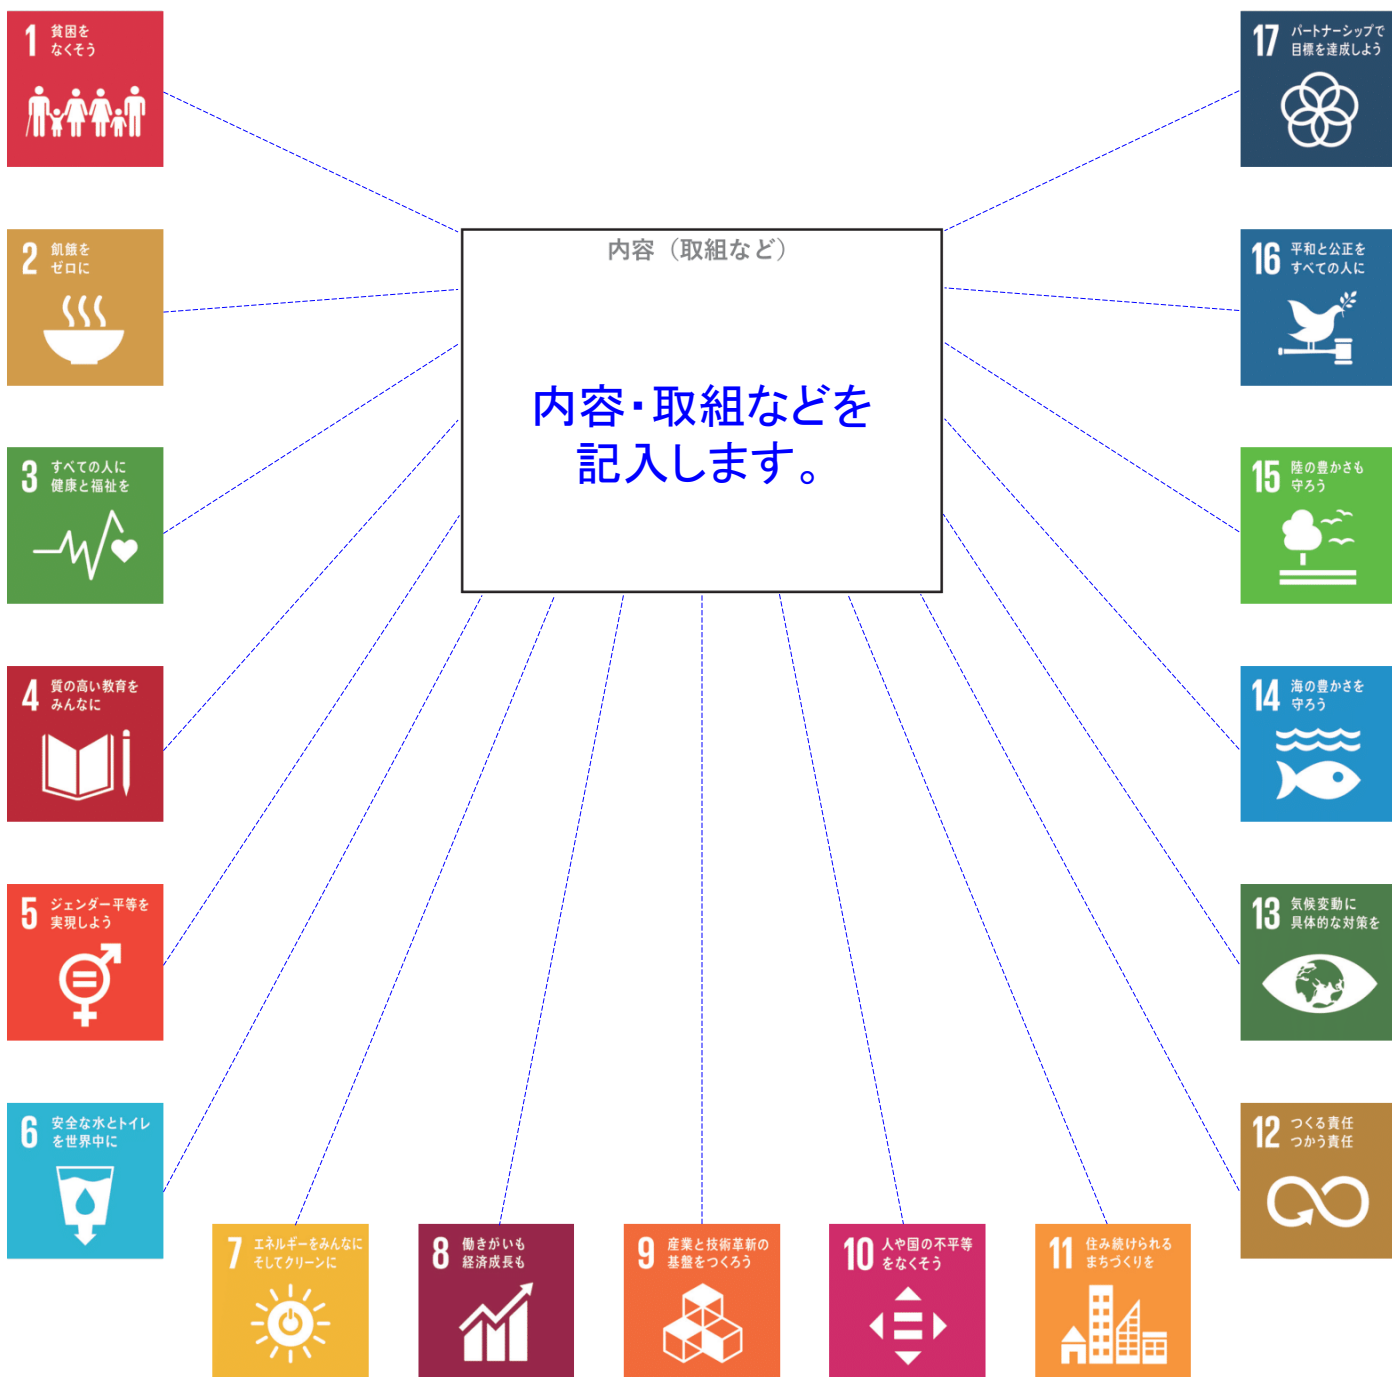 1 貧困を
なくそう
2 飢餓を
ゼロに
3 すべての人に
健康と福祉を
4 質の高い教育を
みんなに
5 ジェンダー平等を
実現しよう
6 安全な水とトイレ
を世界中に
7 エネルギーをみんなに
そしてクリーンに
8 働きがいも
経済成長も
9 産業と技術革新の
基盤をつくろう
10 人や国の不平等
をなくそう
11 住み続けられる
まちづくりを
12 つくる責任
つかう責任
13 気候変動に
具体的な対策を
14 海の豊かさを
守ろう
15 陸の豊かさも
守ろう
16 平和と公正を
すべての人に
17 パートナーシップで
目標を達成しよう
内容（取組など）
内容・取組などを
記入します。